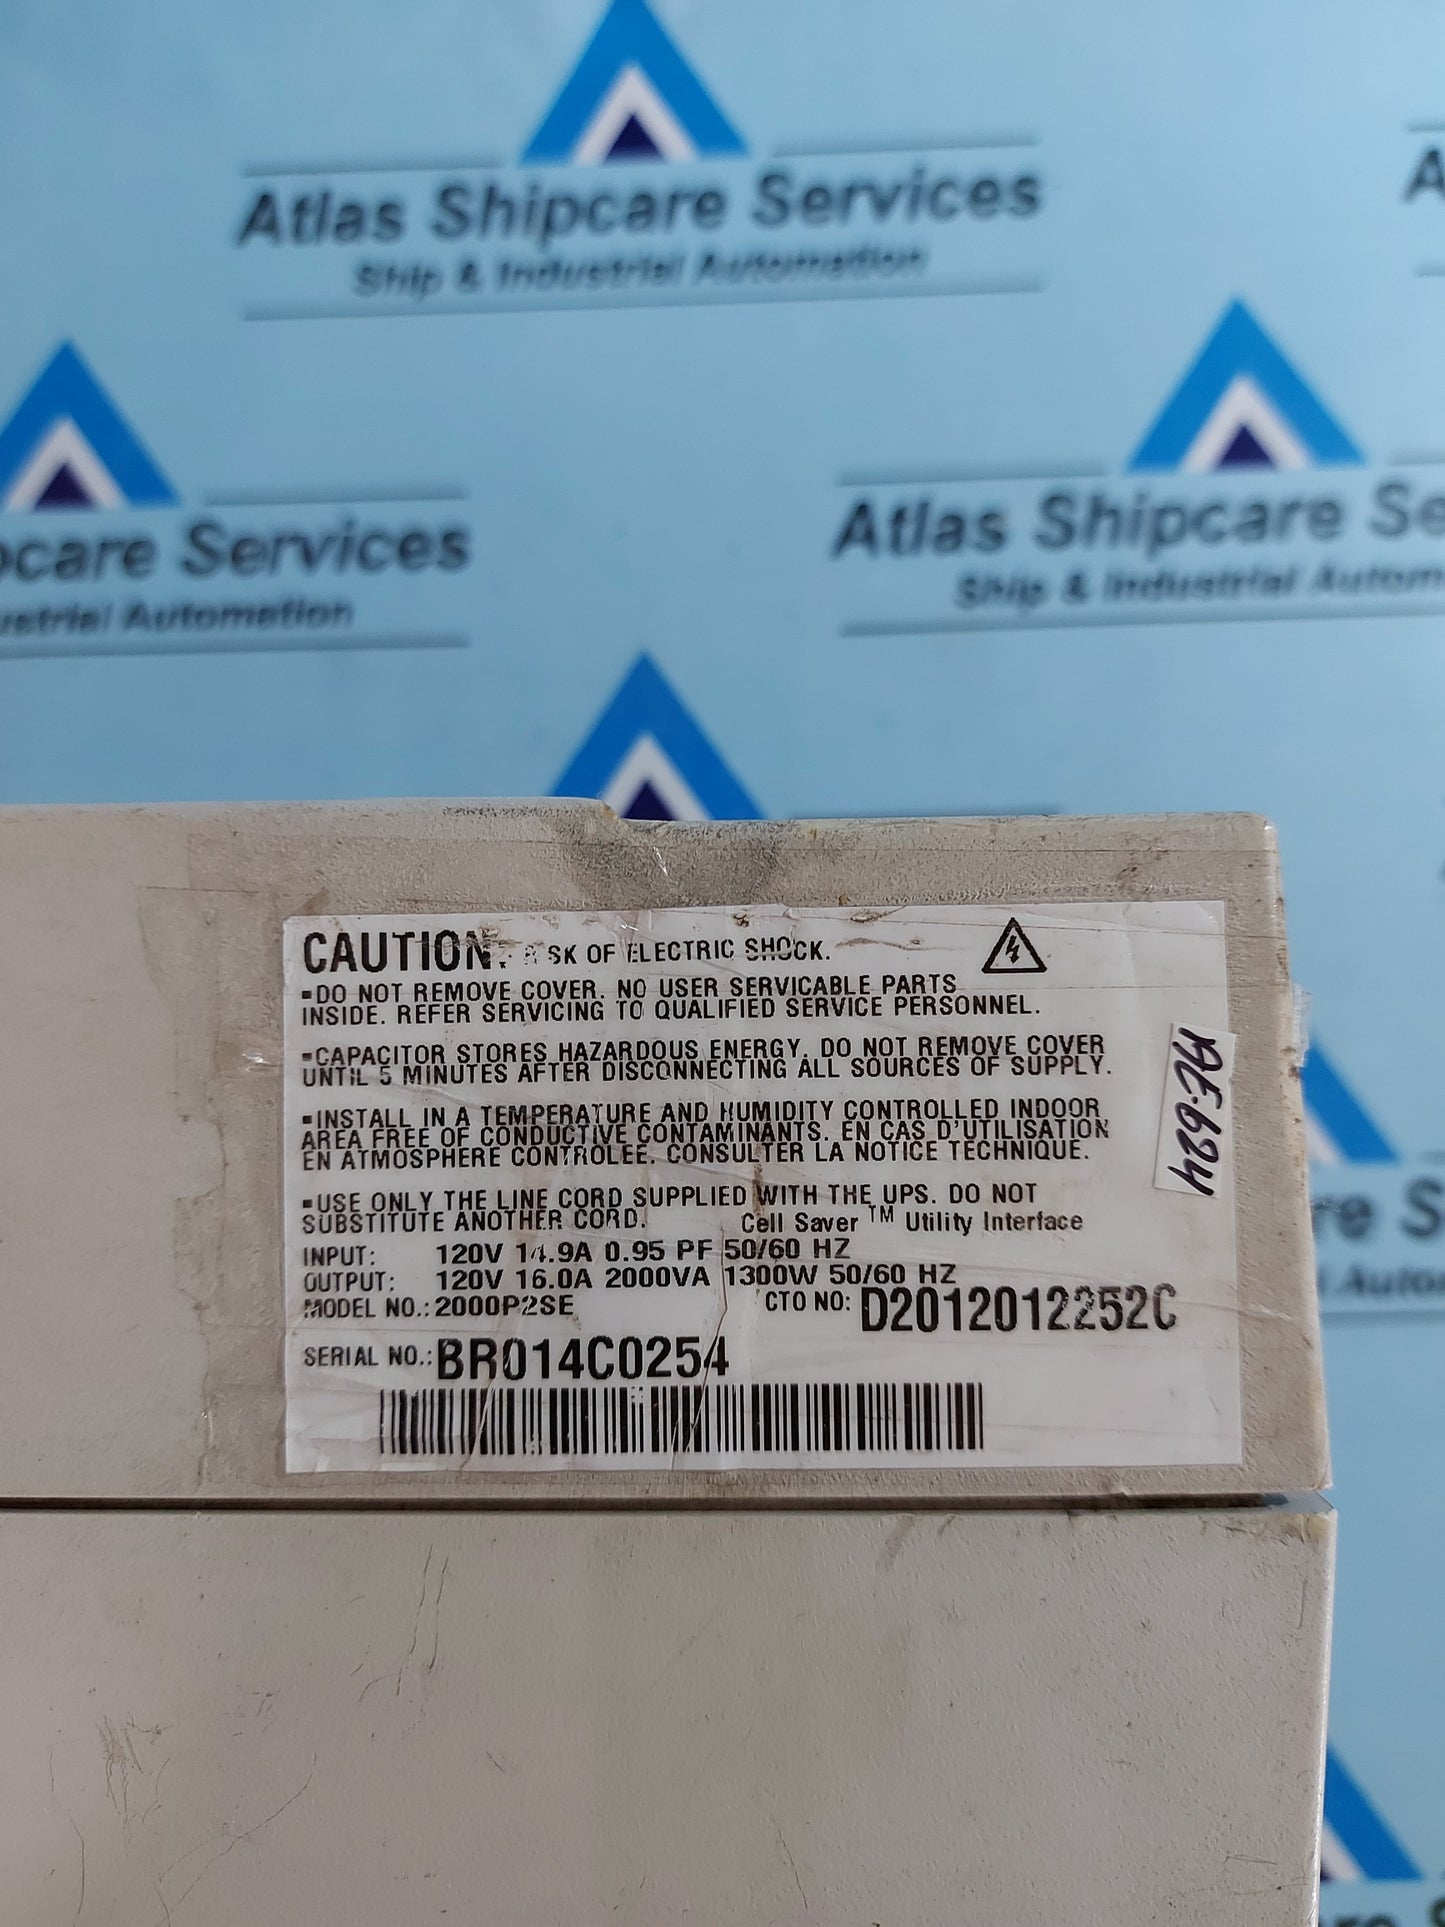 Atlas Shipcare Services
Ship & Industrial Automation
A
pcare Services
ustrial Automation
Atlas Shipcare Se
Ship & Industrial Autom
CAUTION: RISK OF ELECTRIC SHOCK.
▪DO NOT REMOVE COVER. NO USER SERVICABLE PARTS
INSIDE. REFER SERVICING TO QUALIFIED SERVICE PERSONNEL.
▪CAPACITOR STORES HAZARDOUS ENERGY. DO NOT REMOVE COVER
UNTIL 5 MINUTES AFTER DISCONNECTING ALL SOURCES OF SUPPLY.
▪INSTALL IN A TEMPERATURE AND HUMIDITY CONTROLLED INDOOR
AREA FREE OF CONDUCTIVE CONTAMINANTS. EN CAS D'UTILISATION
EN ATMOSPHERE CONTROLEE. CONSULTER LA NOTICE TECHNIQUE.
▪USE ONLY THE LINE CORD SUPPLIED WITH THE UPS. DO NOT
SUBSTITUTE ANOTHER CORD. Cell Saver™ Utility Interface
INPUT: 120V 14.9A 0.95 PF 50/60 HZ
OUTPUT: 120V 16.0A 2000VA 1300W 50/60 HZ
MODEL NO.: 2000P2SE CTO NO: D2012012252C
SERIAL NO.: BR014C0254
re S
Autom